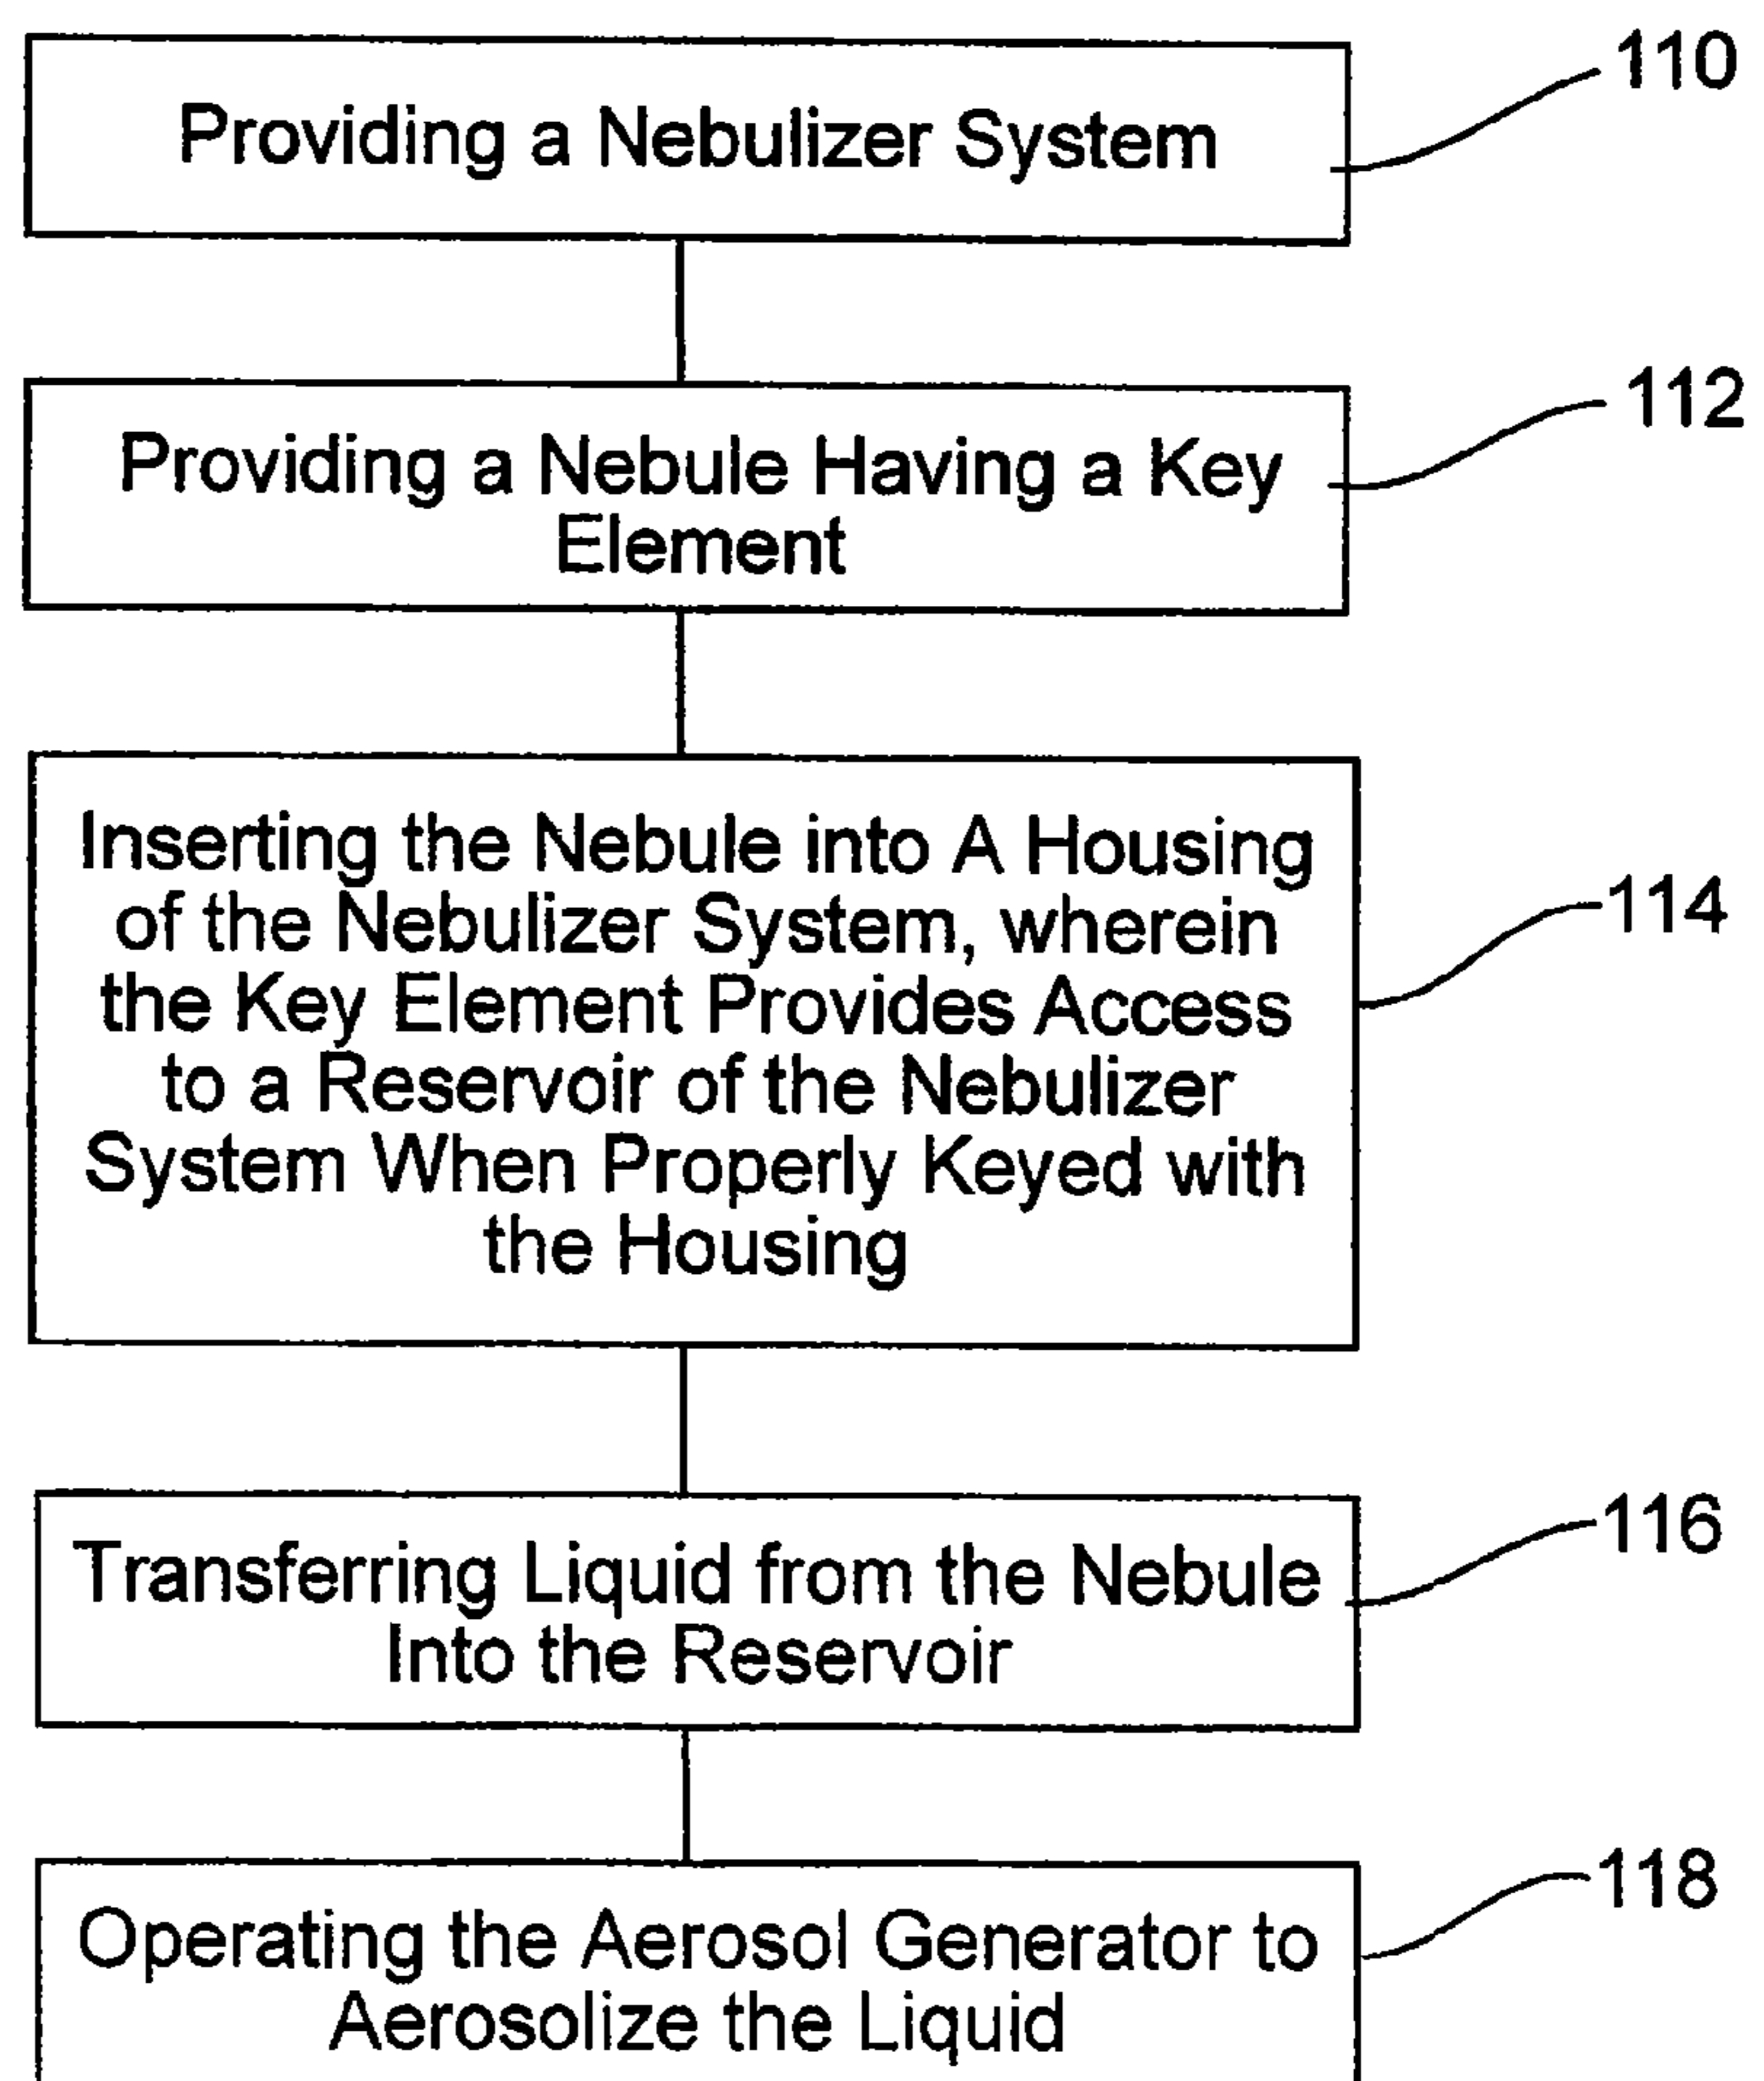 110
Providing a Nebulizer System
112
Providing a Nebule Having a Key
Element
Inserting the Nebule into A Housing
of the Nebulizer System, wherein
114
the Key Element Provides Access
to a Reservoir of the Nebulizer
System When Properly Keyed with
the Housing
116
Transferring Liquid from the Nebule
Into the Reservoir
118
Operating the Aerosol Generator to
Aerosolize the Liquid